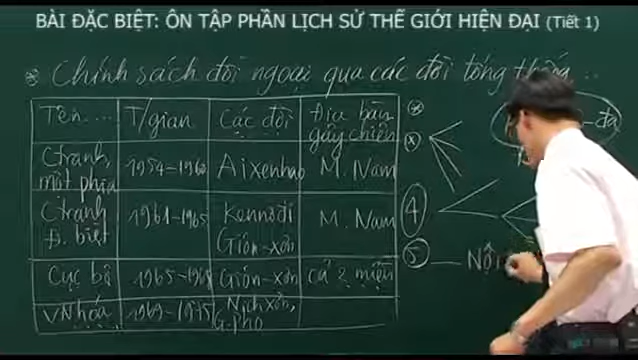 BÀI ĐẶC BIỆT: ÔN TẬP PHẦN LỊCH SỬ THẾ GIỚI HIỆN ĐẠI (Tiết 1)
Chính sách đối ngoại qua các đời tổng thống...
Tên.... T/gian Các đời Địa bàn gây chiến
Ctranh một phía 1954-1960 Aixenhao M. Nam
Ctranh Đ. biệt 1961-1965 Kennơđi Giôn-xơn M. Nam
Cục bộ 1965-1968 Giôn-xơn cả 2 miền
VN hóa 1969-1975 Nichxơn, G.pho
4
5 Nội